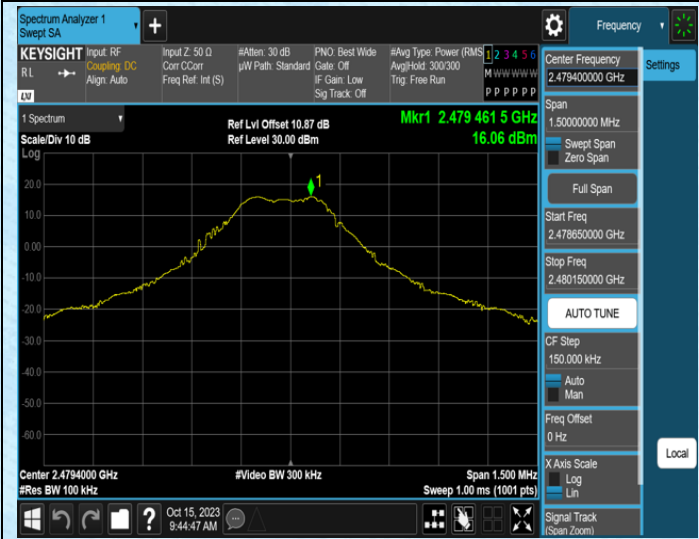 Spectrum Analyzer 1
Swept SA
+
Frequency
KEYSIGHT
RL
LXI
Input: RF
Coupling: DC
Align: Auto
Input Z: 50 Ω
Corr CCorr
Freq Ref: Int (S)
#Atten: 30 dB
µW Path: Standard
PNO: Best Wide
Gate: Off
IF Gain: Low
Sig Track: Off
#Avg Type: Power (RMS
Avg|Hold: 300/300
Trig: Free Run
1 2 3 4 5 6
M W W W W W
P P P P P P
1 Spectrum
Scale/Div 10 dB
Log
Ref Lvl Offset 10.87 dB
Ref Level 30.00 dBm
Mkr1 2.479 461 5 GHz
16.06 dBm
1
20.0
10.0
0.00
-10.0
-20.0
-30.0
-40.0
-50.0
-60.0
Center 2.4794000 GHz
#Res BW 100 kHz
#Video BW 300 kHz
Span 1.500 MHz
Sweep 1.00 ms (1001 pts)
?
Oct 15, 2023
9:44:47 AM
Center Frequency
2.479400000 GHz
Span
1.50000000 MHz
Swept Span
Zero Span
Full Span
Start Freq
2.478650000 GHz
Stop Freq
2.480150000 GHz
AUTO TUNE
CF Step
150.000 kHz
Auto
Man
Freq Offset
0 Hz
X Axis Scale
Log
Lin
Signal Track
(Span Zoom)
Settings
Local